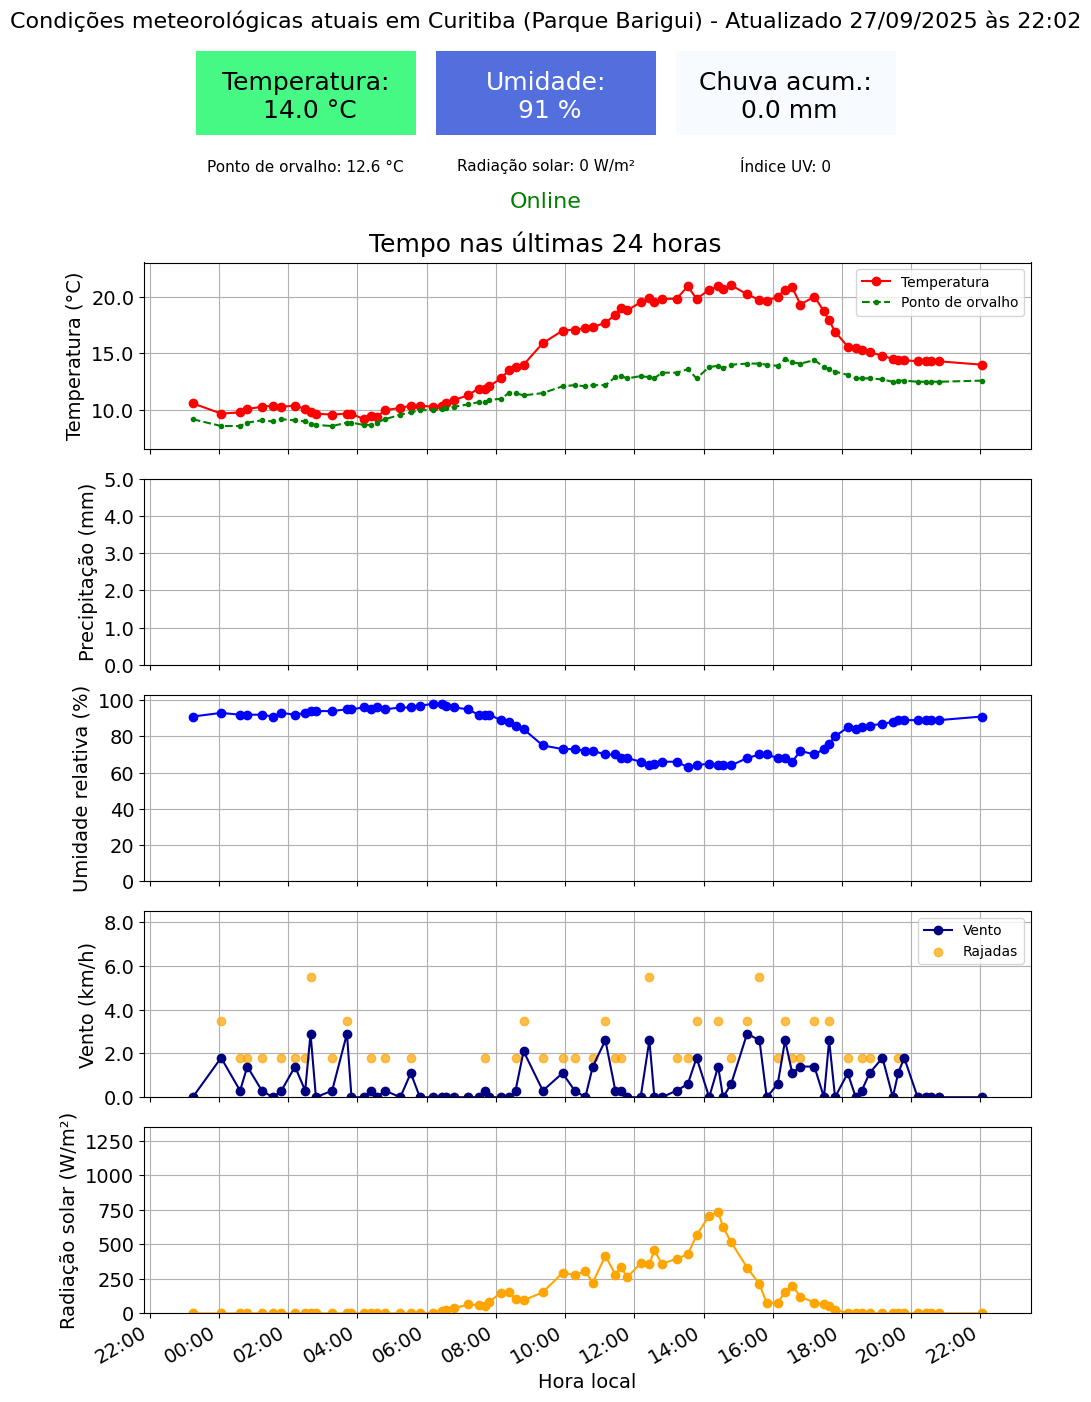 Condições meteorológicas atuais em Curitiba (Parque Barigui) - Atualizado 27/09/2025 às 22:02
Temperatura:
14.0 °C
Umidade:
91 %
Chuva acum.:
0.0 mm
Ponto de orvalho: 12.6 °C
Radiação solar: 0 W/m²
Índice UV: 0
Online
Tempo nas últimas 24 horas
Temperatura (°C)
20.0
15.0
10.0
Temperatura
Ponto de orvalho
Precipitação (mm)
5.0
4.0
3.0
2.0
1.0
0.0
Umidade relativa (%)
100
80
60
40
20
0
Vento (km/h)
8.0
6.0
4.0
2.0
0.0
Vento
Rajadas
Radiação solar (W/m²)
1250
1000
750
500
250
0
22:00
00:00
02:00
04:00
06:00
08:00
10:00
12:00
14:00
16:00
18:00
20:00
22:00
Hora local